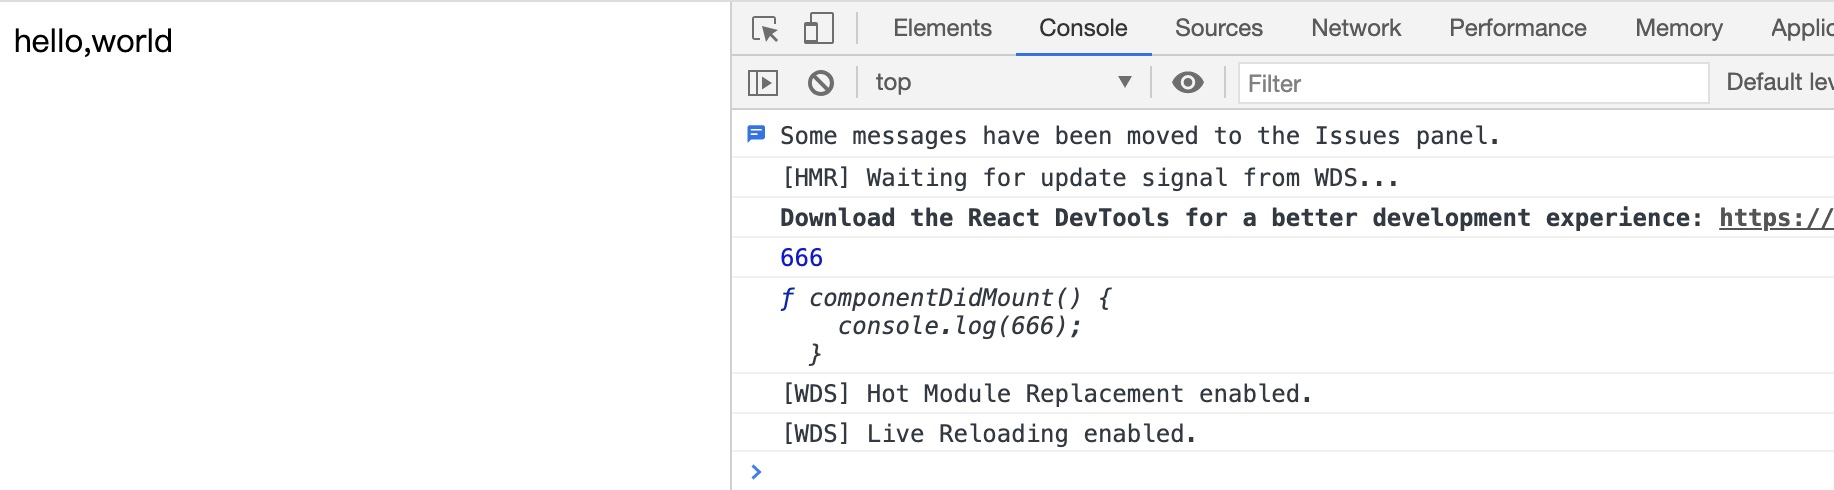 hello,world
Elements Console Sources Network Performance Memory Applic
top Filter Default lev
Some messages have been moved to the Issues panel.
[HMR] Waiting for update signal from WDS...
Download the React DevTools for a better development experience: https://
666
ƒ componentDidMount() {
console.log(666);
}
[WDS] Hot Module Replacement enabled.
[WDS] Live Reloading enabled.